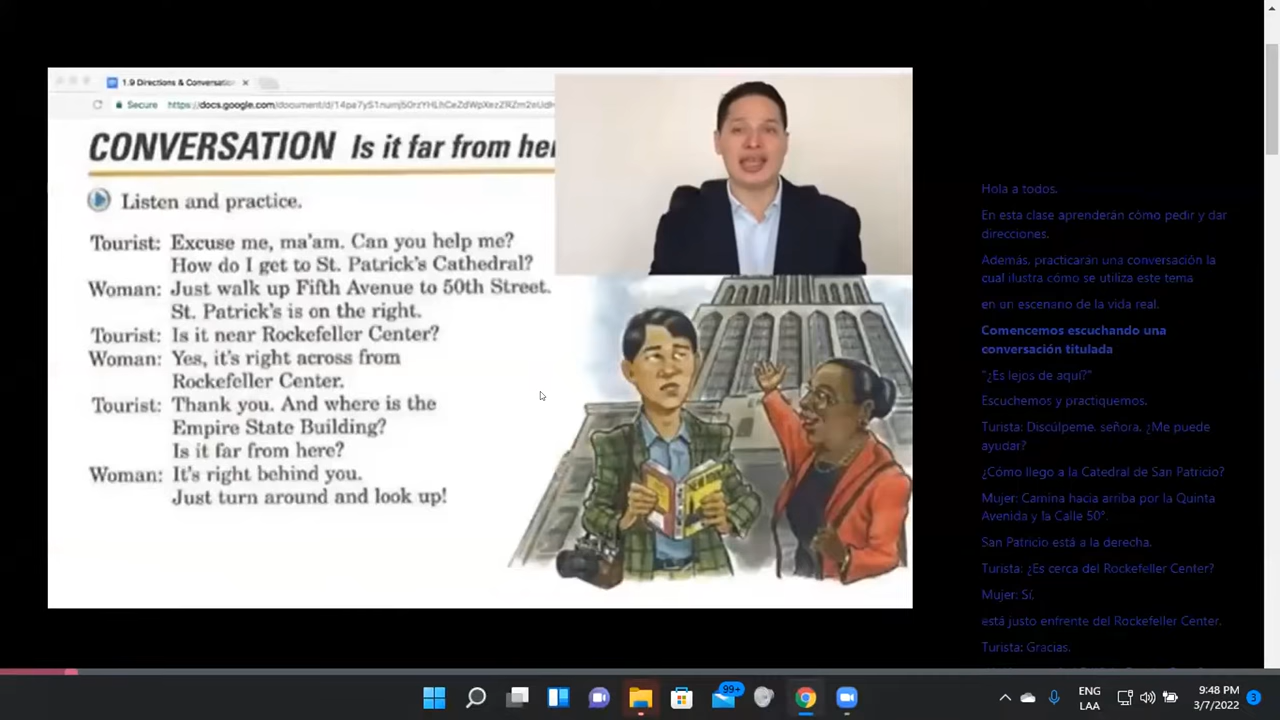 1.9 Directions & Conversatio
Secure
CONVERSATION Is it far from her
Listen and practice.
Tourist: Excuse me, ma'am. Can you help me?
How do I get to St. Patrick's Cathedral?
Woman: Just walk up Fifth Avenue to 50th Street.
St. Patrick's is on the right.
Tourist: Is it near Rockefeller Center?
Woman: Yes, it's right across from
Rockefeller Center.
Tourist: Thank you. And where is the
Empire State Building?
Is it far from here?
Woman: It's right behind you.
Just turn around and look up!
Hola a todos.
En esta clase aprenderán cómo pedir y dar
direcciones.
Además, practicarán una conversación la
cual ilustra cómo se utiliza este tema
en un escenario de la vida real.
Comencemos escuchando una
conversación titulada
"¿Es lejos de aquí?"
Escuchemos y practiquemos.
Turista: Discúlpeme, señora. ¿Me puede
ayudar?
¿Cómo llego a la Catedral de San Patricio?
Mujer: Camina hacia arriba por la Quinta
Avenida y la Calle 50°.
San Patricio está a la derecha.
Turista: ¿Es cerca del Rockefeller Center?
Mujer: Sí,
está justo enfrente del Rockefeller Center.
Turista: Gracias.
99+
ENG
LAA
9:48 PM
3/7/2022
3